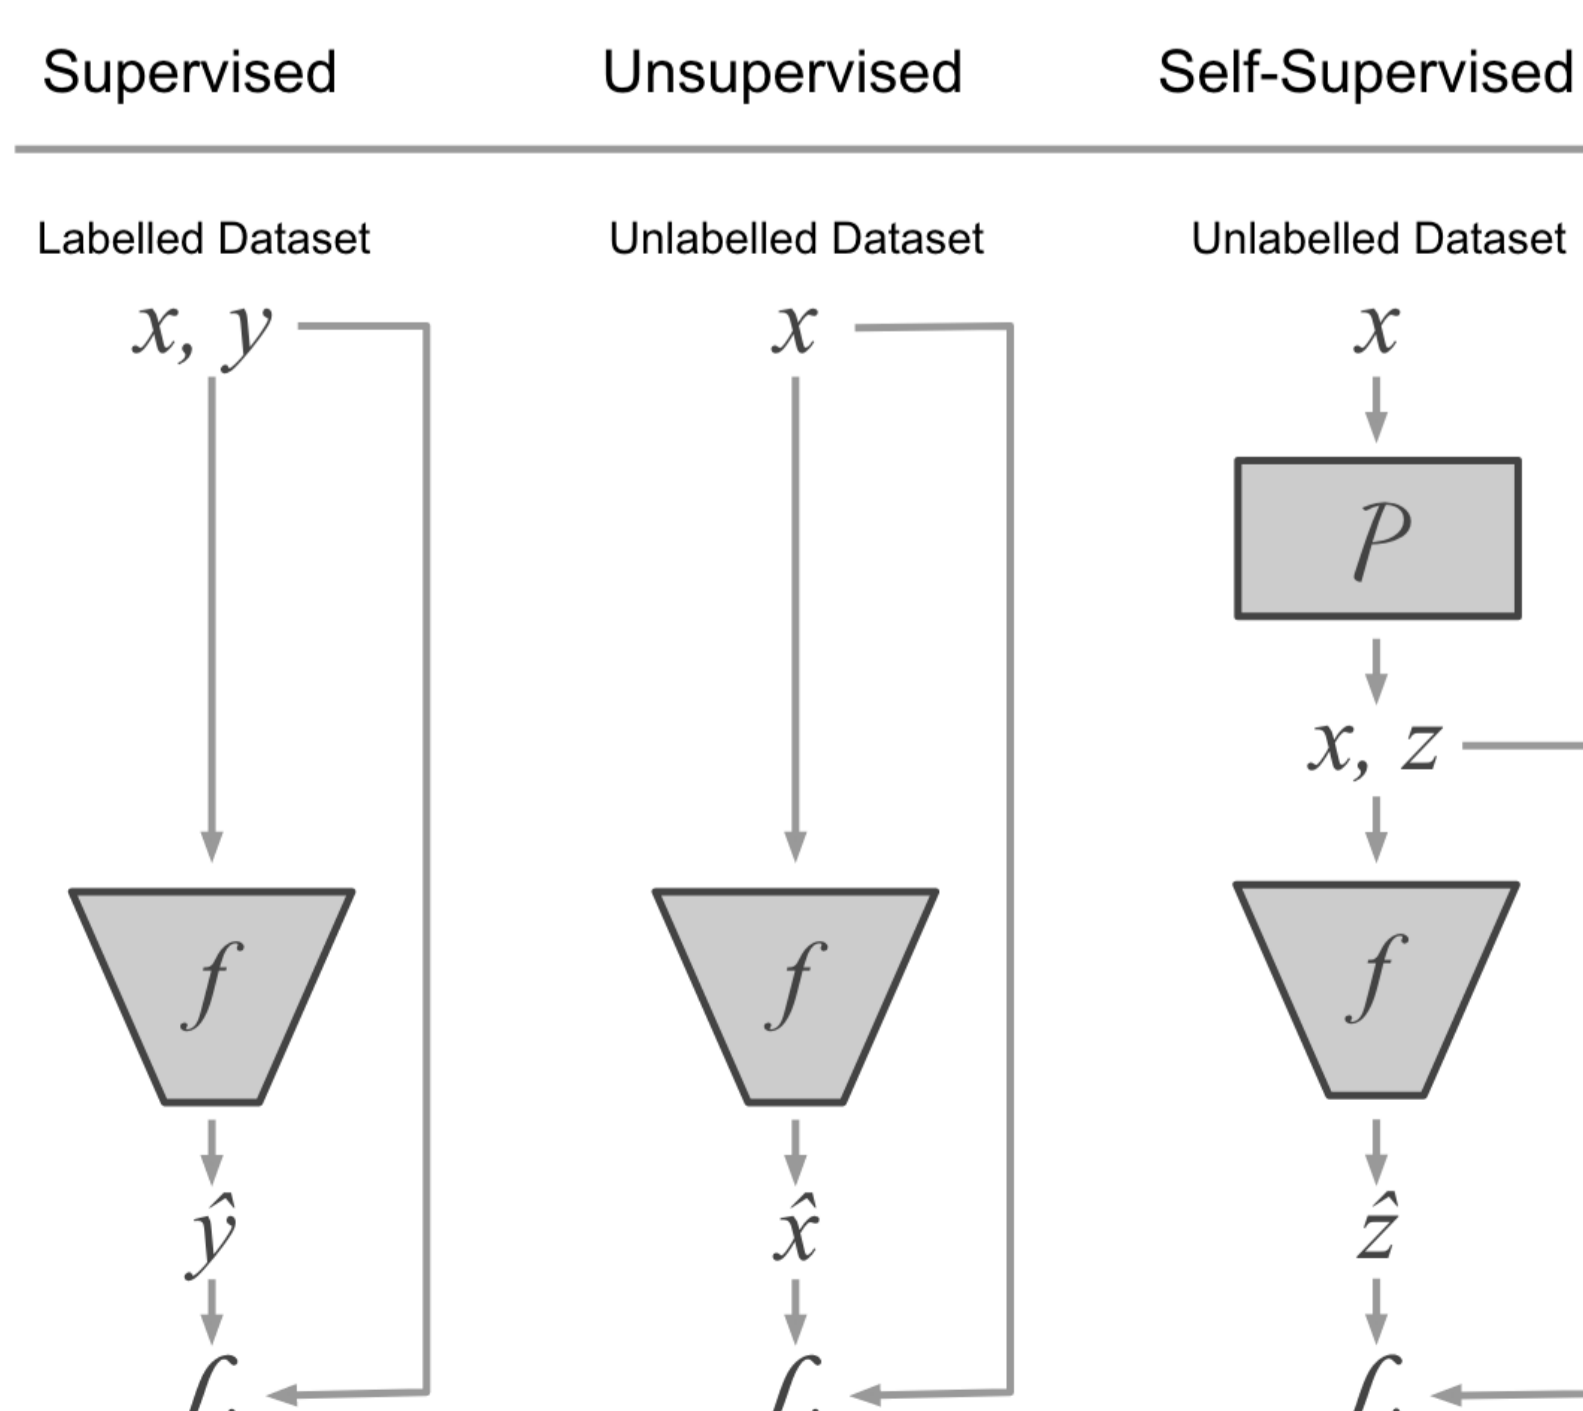 Supervised Unsupervised Self-Supervised
Labelled Dataset Unlabelled Dataset Unlabelled Dataset
x, y x x
P
x, z
f f f
ŷ x̂ ẑ